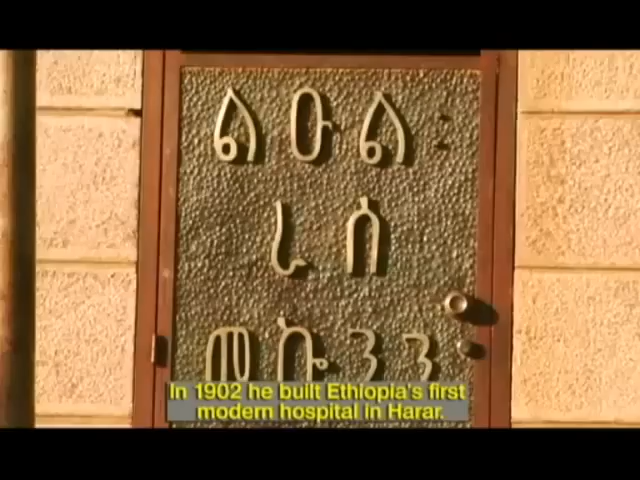 ልዑል ፡
ራስ
መኰንን
In 1902 he built Ethiopia's first
modern hospital in Harar.